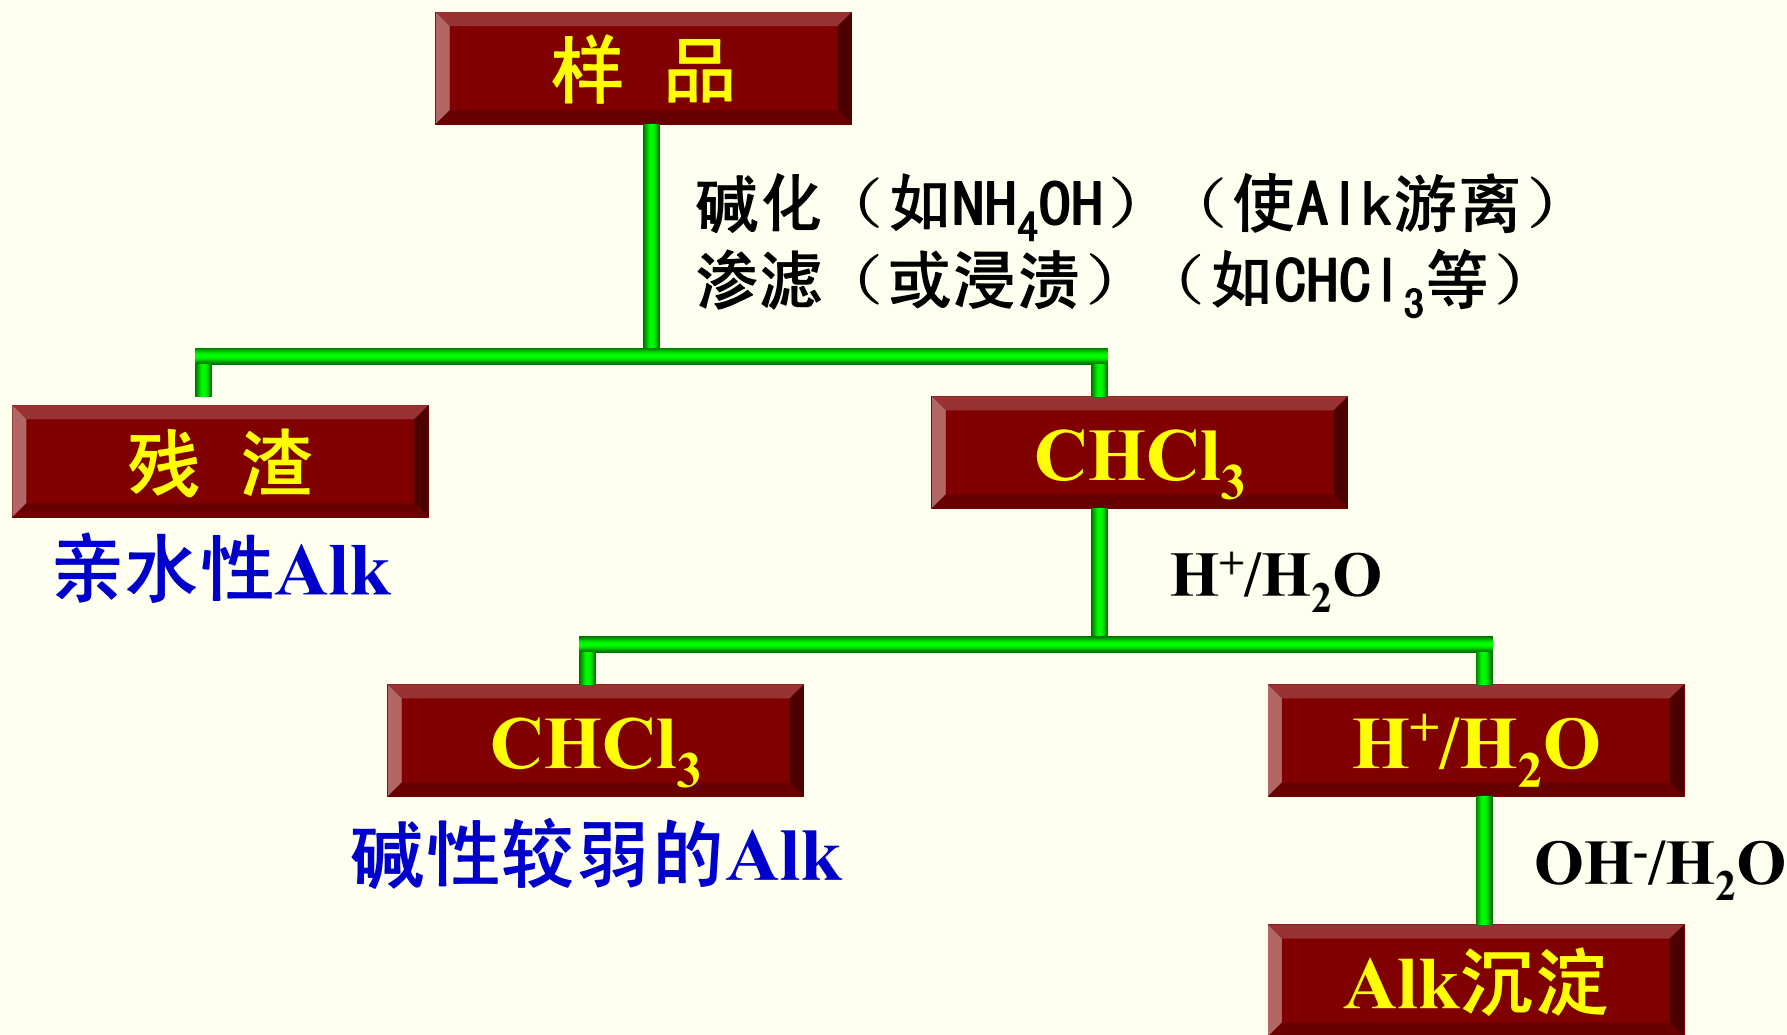 样 品
碱化（如NH₄OH）（使Alk游离）
渗滤（或浸渍）（如CHCl₃等）
残 渣
CHCl₃
亲水性Alk
H⁺/H₂O
CHCl₃
H⁺/H₂O
碱性较弱的Alk
OH⁻/H₂O
Alk沉淀